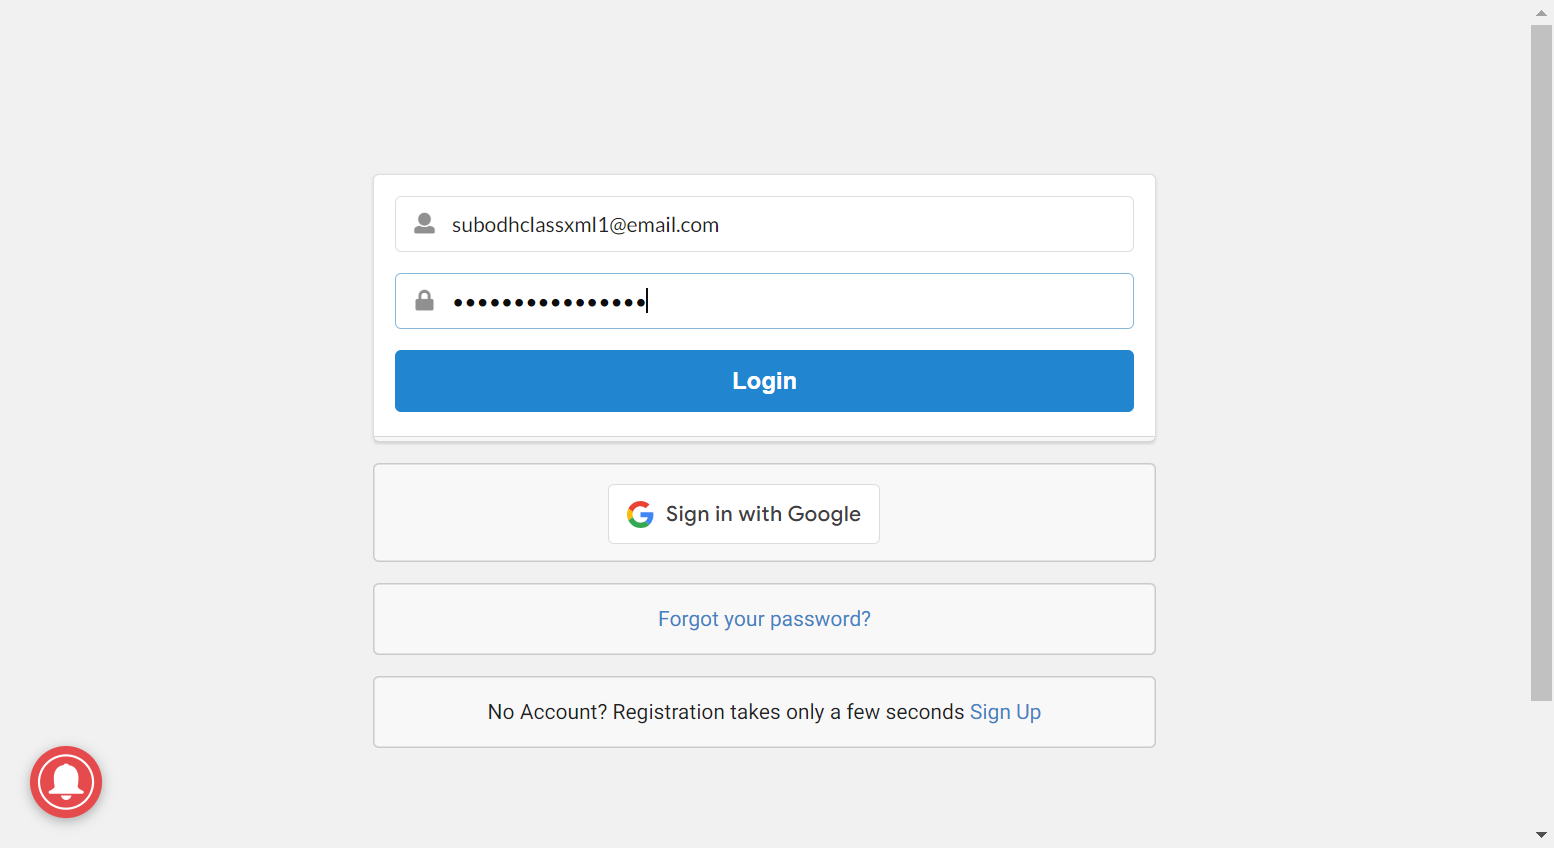 subodhclassxml1@email.com
••••••••••••••••
Login
Sign in with Google
Forgot your password?
No Account? Registration takes only a few seconds Sign Up